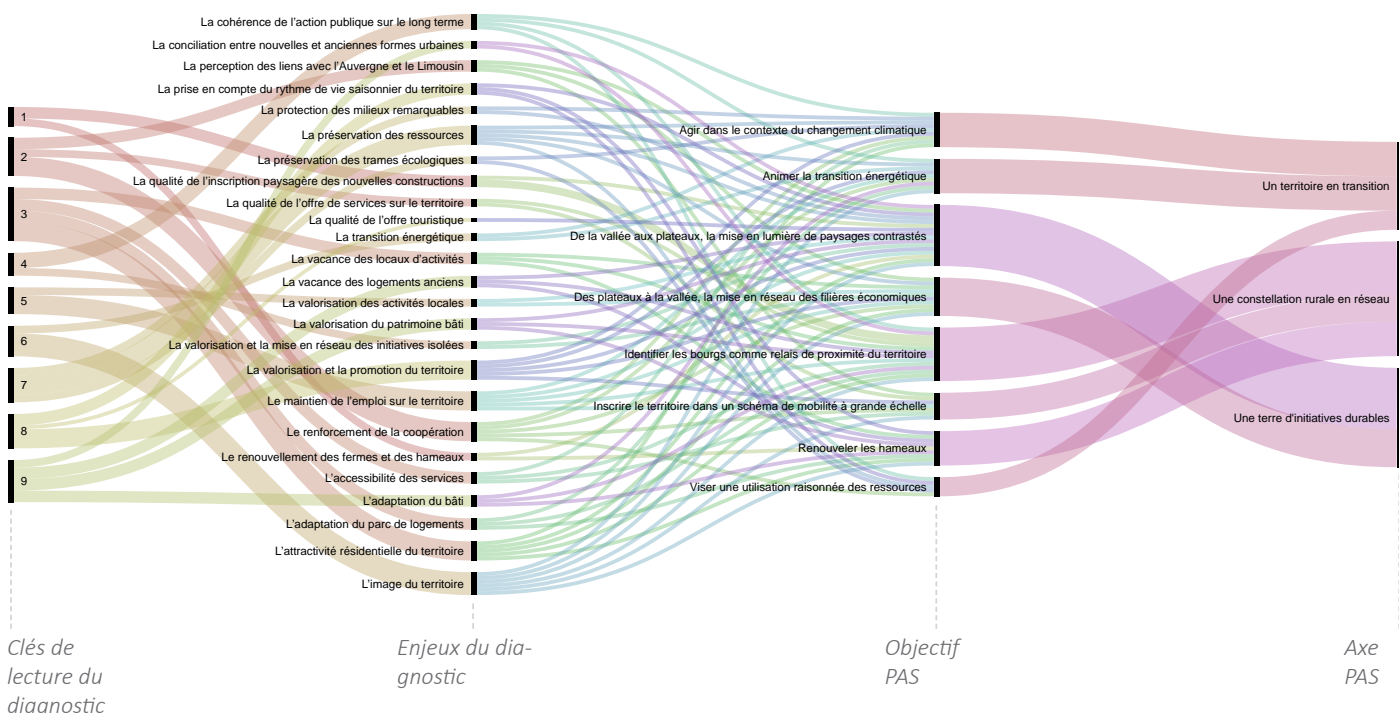 1
2
3
4
5
6
7
8
9
La cohérence de l'action publique sur le long terme
La conciliation entre nouvelles et anciennes formes urbaines
La perception des liens avec l'Auvergne et le Limousin
La prise en compte du rythme de vie saisonnier du territoire
La protection des milieux remarquables
La préservation des ressources
La préservation des trames écologiques
La qualité de l'inscription paysagère des nouvelles constructions
La qualité de l'offre de services sur le territoire
La qualité de l'offre touristique
La transition énergétique
La vacance des locaux d'activités
La vacance des logements anciens
La valorisation des activités locales
La valorisation du patrimoine bâti
La valorisation et la mise en réseau des initiatives isolées
La valorisation et la promotion du territoire
Le maintien de l'emploi sur le territoire
Le renforcement de la coopération
Le renouvellement des fermes et des hameaux
L'accessibilité des services
L'adaptation du bâti
L'adaptation du parc de logements
L'attractivité résidentielle du territoire
L'image du territoire
Agir dans le contexte du changement climatique
Animer la transition énergétique
De la vallée aux plateaux, la mise en lumière de paysages contrastés
Des plateaux à la vallée, la mise en réseau des filières économiques
Identifier les bourgs comme relais de proximité du territoire
Inscrire le territoire dans un schéma de mobilité à grande échelle
Renouveler les hameaux
Viser une utilisation raisonnée des ressources
Un territoire en transition
Une constellation rurale en réseau
Une terre d'initiatives durables
Clés de
lecture du
diagnostic
Enjeux du dia-
gnostic
Objectif
PAS
Axe
PAS